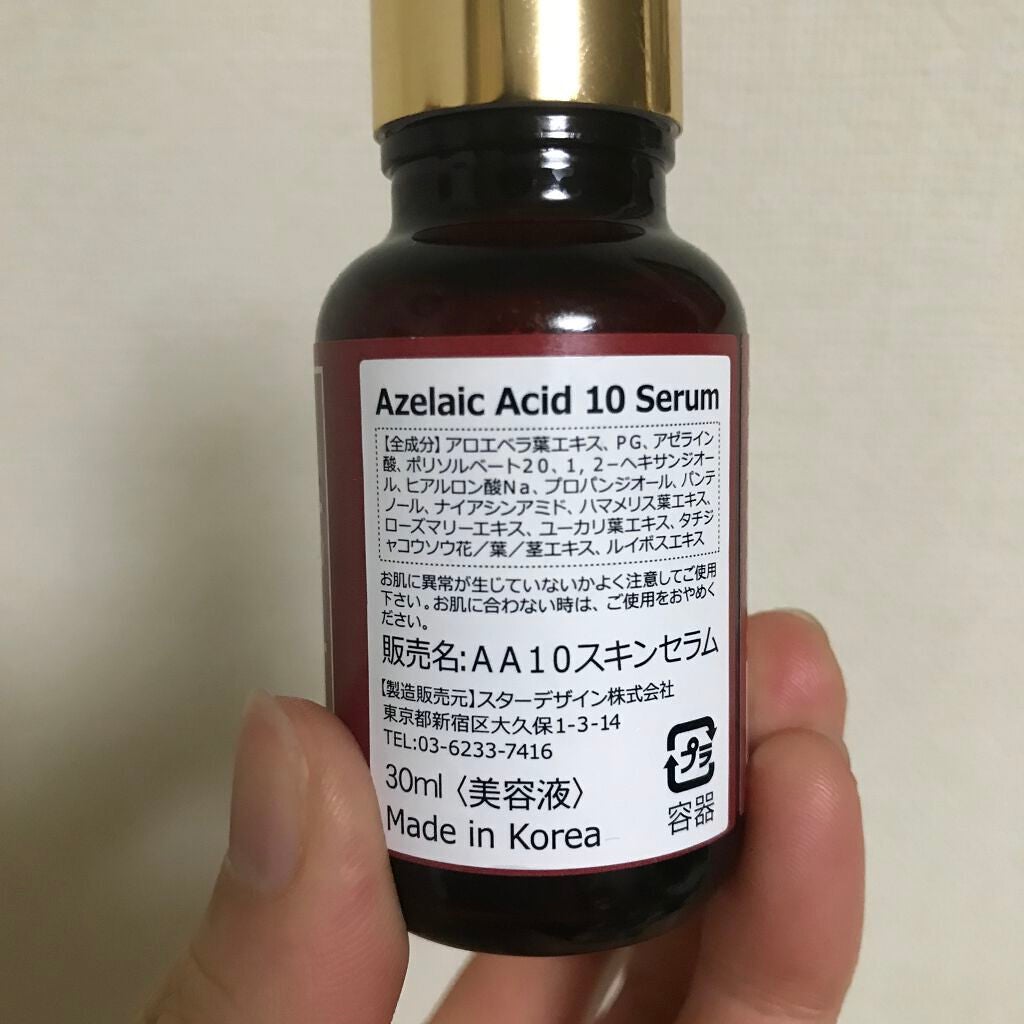 Azelaic Acid 10 Serum
【全成分】アロエベラ葉エキス、PG、アゼライン
酸、ポリソルベート20、1,2−ヘキサンジオー
ル、ヒアルロン酸Na、プロパンジオール、パンテ
ノール、ナイアシンアミド、ハマメリス葉エキス、
ローズマリーエキス、ユーカリ葉エキス、タチジ
ャコウソウ花/葉/茎エキス、ルイボスエキス
お肌に異常が生じていないかよく注意してご使用
下さい。お肌に合わない時は、ご使用をおやめく
ださい。
販売名:AA10スキンセラム
【製造販売元】スターデザイン株式会社
東京都新宿区大久保1-3-14
TEL:03-6233-7416
30ml〈美容液〉
Made in Korea
プラ
容器